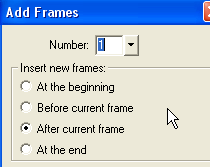 Add Frames
Number: 1
Insert new frames:
At the beginning
Before current frame
After current frame
At the end